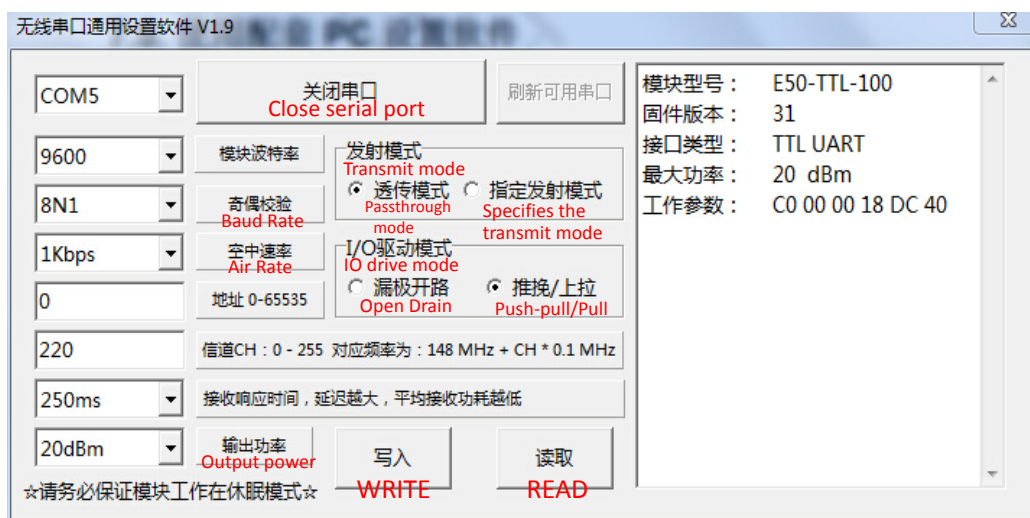 无线串口通用设置软件 V1.9
COM5
关闭串口
Close serial port
刷新可用串口
9600
模块波特率
8N1
奇偶校验
Baud Rate
1Kbps
空中速率
Air Rate
0
地址 0-65535
发射模式
Transmit mode
透传模式
Passthrough
mode
指定发射模式
Specifies the
transmit mode
I/O驱动模式
IO drive mode
漏极开路
Open Drain
推挽/上拉
Push-pull/Pull
220
信道CH：0 - 255 对应频率为：148 MHz + CH * 0.1 MHz
250ms
接收响应时间，延迟越大，平均接收功耗越低
20dBm
输出功率
Output power
写入
WRITE
读取
READ
☆请务必保证模块工作在休眠模式☆
模块型号： E50-TTL-100
固件版本： 31
接口类型： TTL UART
最大功率： 20 dBm
工作参数： C0 00 00 18 DC 40